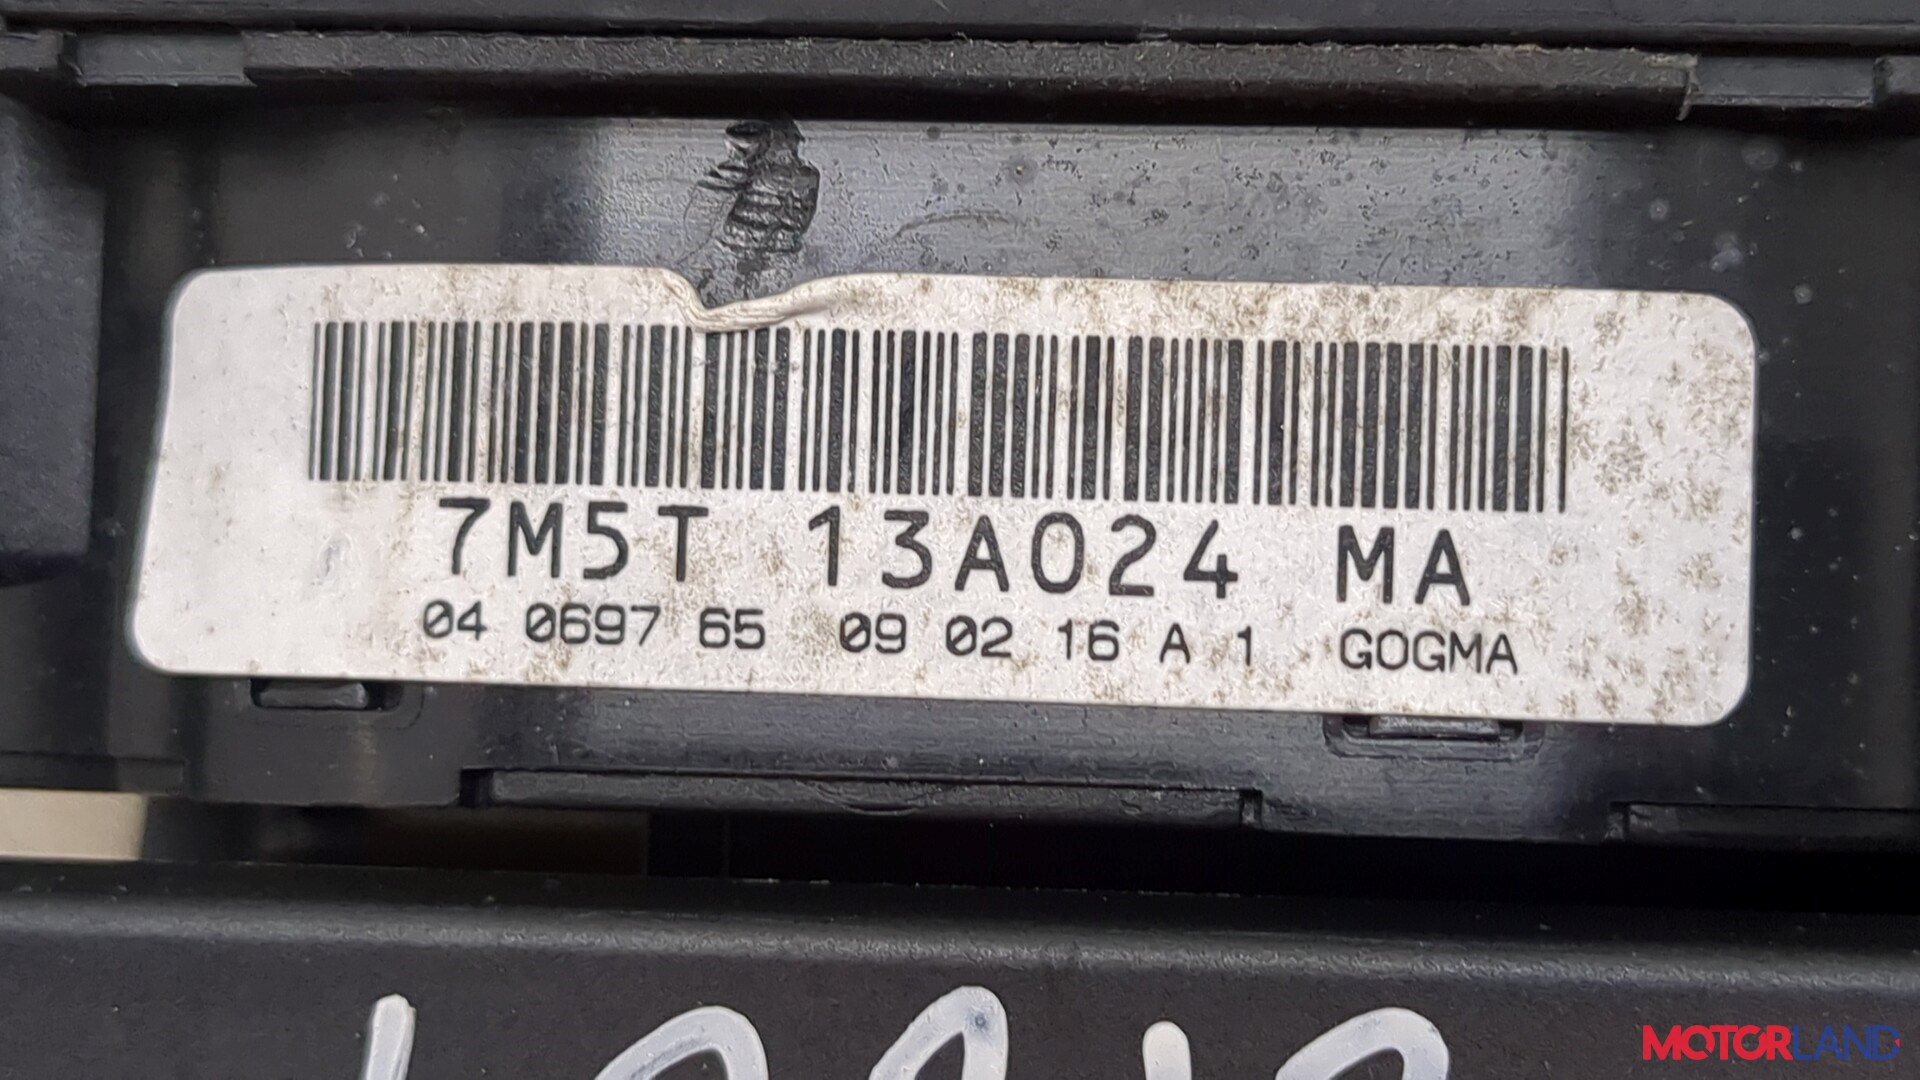 7M5T 13A024 MA
04 0697 65 09 02 16 A 1 GOGMA
MOTORLAND